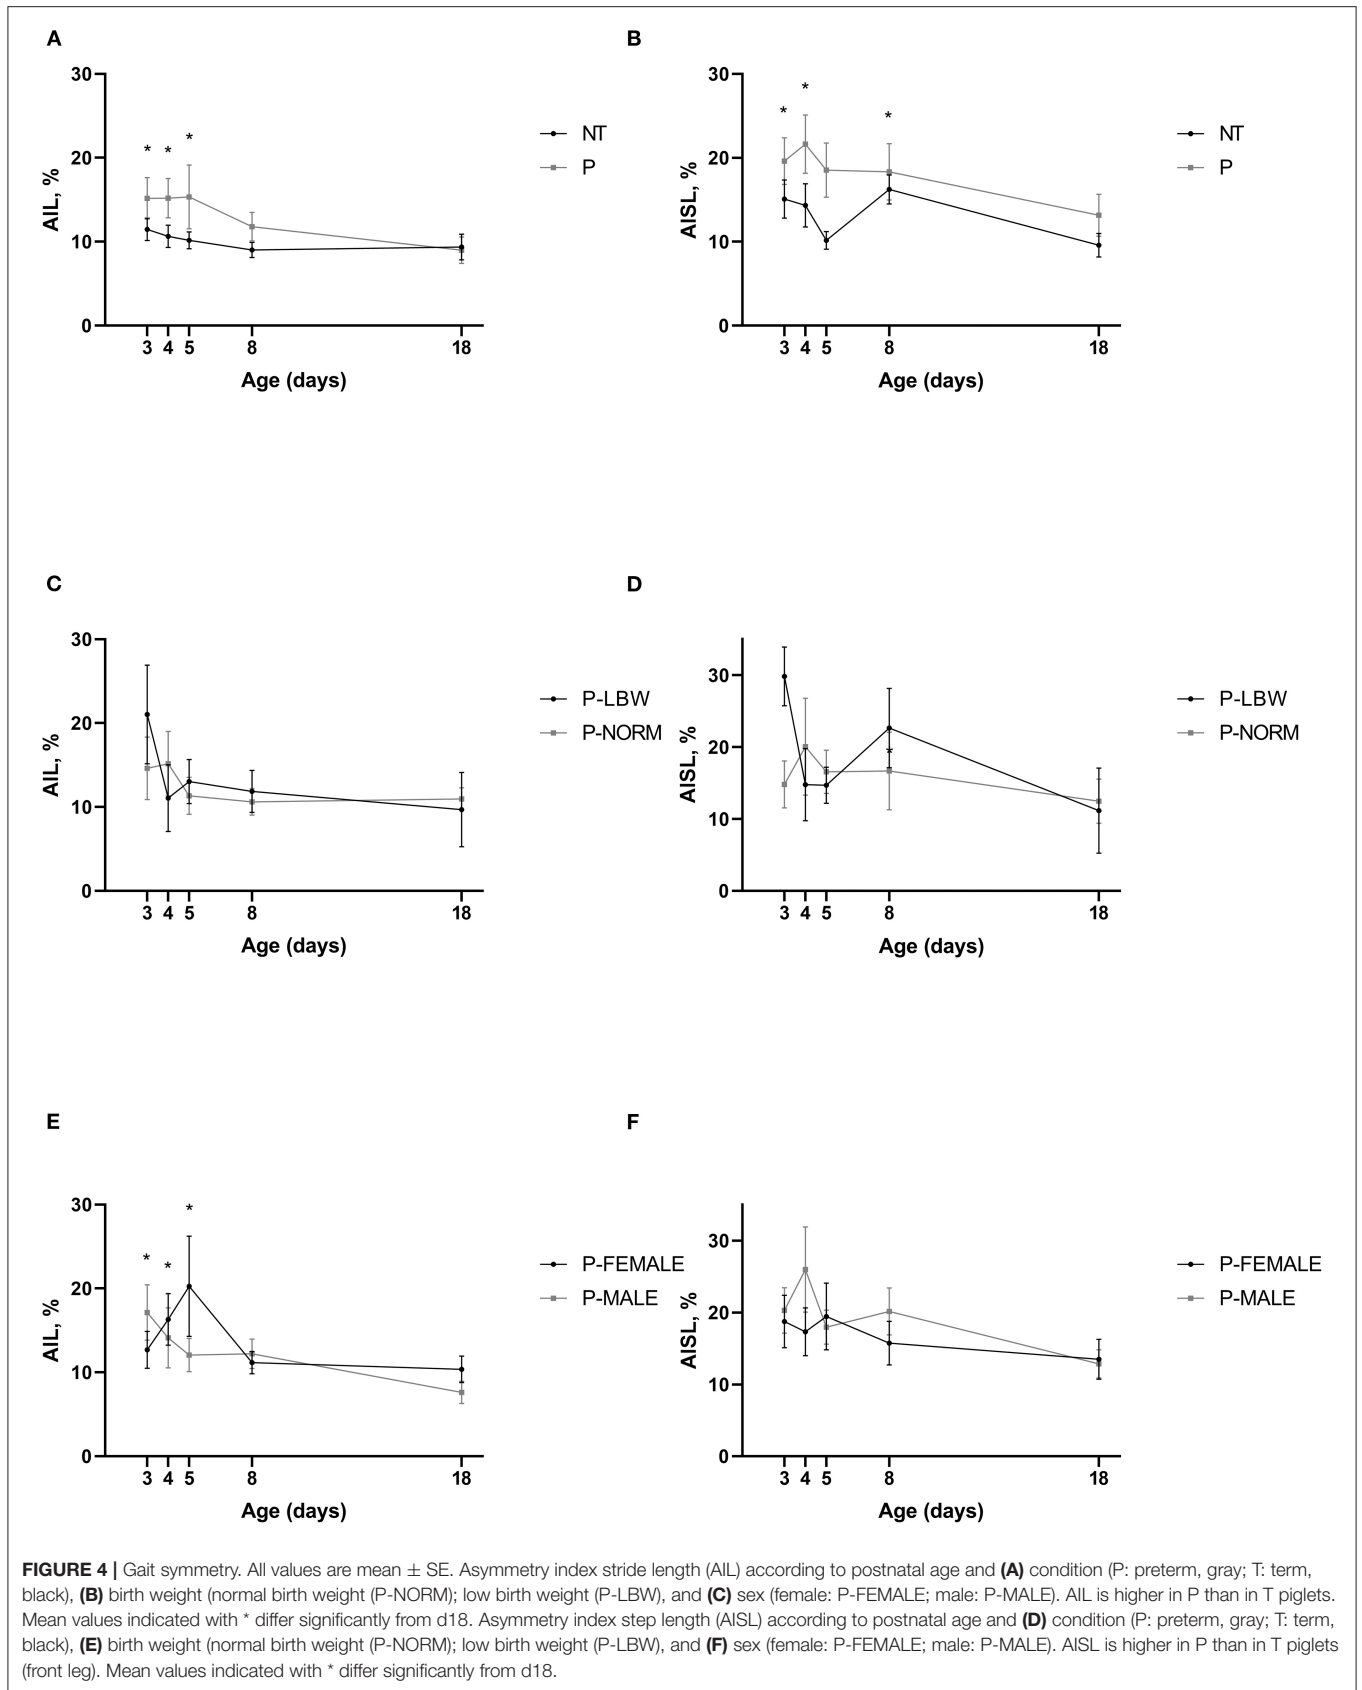 A
30
20
10
0
AIL, %
* * *
3 4 5 8 18
Age (days)
NT
P
B
30
20
10
0
AISL, %
* * *
3 4 5 8 18
Age (days)
NT
P
C
30
20
10
0
AIL, %
3 4 5 8 18
Age (days)
P-LBW
P-NORM
D
30
20
10
0
AISL, %
3 4 5 8 18
Age (days)
P-LBW
P-NORM
E
30
20
10
0
AIL, %
* * *
3 4 5 8 18
Age (days)
P-FEMALE
P-MALE
F
30
20
10
0
AISL, %
3 4 5 8 18
Age (days)
P-FEMALE
P-MALE
FIGURE 4 | Gait symmetry. All values are mean ± SE. Asymmetry index stride length (AIL) according to postnatal age and (A) condition (P: preterm, gray; T: term,
black), (B) birth weight (normal birth weight (P-NORM); low birth weight (P-LBW), and (C) sex (female: P-FEMALE; male: P-MALE). AIL is higher in P than in T piglets.
Mean values indicated with * differ significantly from d18. Asymmetry index step length (AISL) according to postnatal age and (D) condition (P: preterm, gray; T: term,
black), (E) birth weight (normal birth weight (P-NORM); low birth weight (P-LBW), and (F) sex (female: P-FEMALE; male: P-MALE). AISL is higher in P than in T piglets
(front leg). Mean values indicated with * differ significantly from d18.